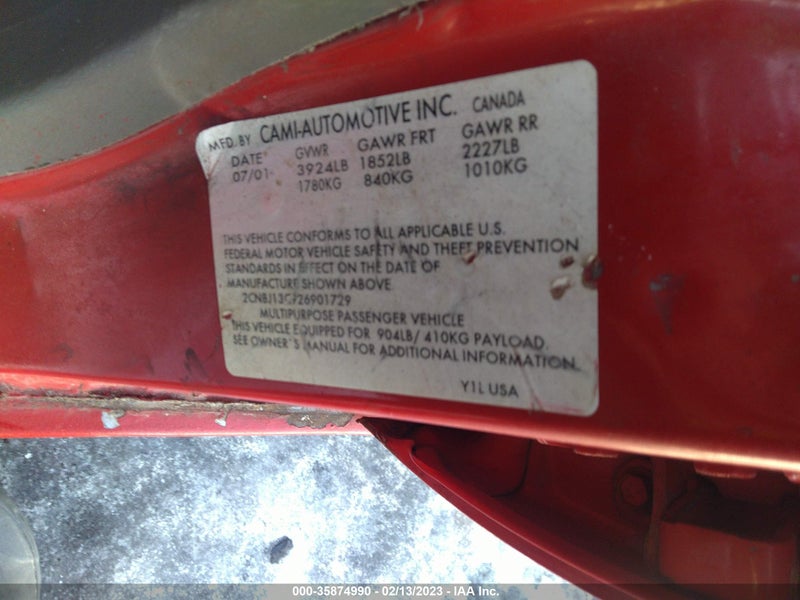 MFD. BY CAMI-AUTOMOTIVE INC. CANADA
DATE GVWR GAWR FRT GAWR RR
07/01 3924LB 1852LB 2227LB
1780KG 840KG 1010KG
THIS VEHICLE CONFORMS TO ALL APPLICABLE U.S.
FEDERAL MOTOR VEHICLE SAFETY AND THEFT PREVENTION
STANDARDS IN EFFECT ON THE DATE OF
MANUFACTURE SHOWN ABOVE
MULTIPURPOSE PASSENGER VEHICLE
THIS VEHICLE EQUIPPED FOR 904LB/ 410KG PAYLOAD.
SEE OWNER'S MANUAL FOR ADDITIONAL INFORMATION.
Y1L USA
000-35874990 - 02/13/2023 - IAA Inc.